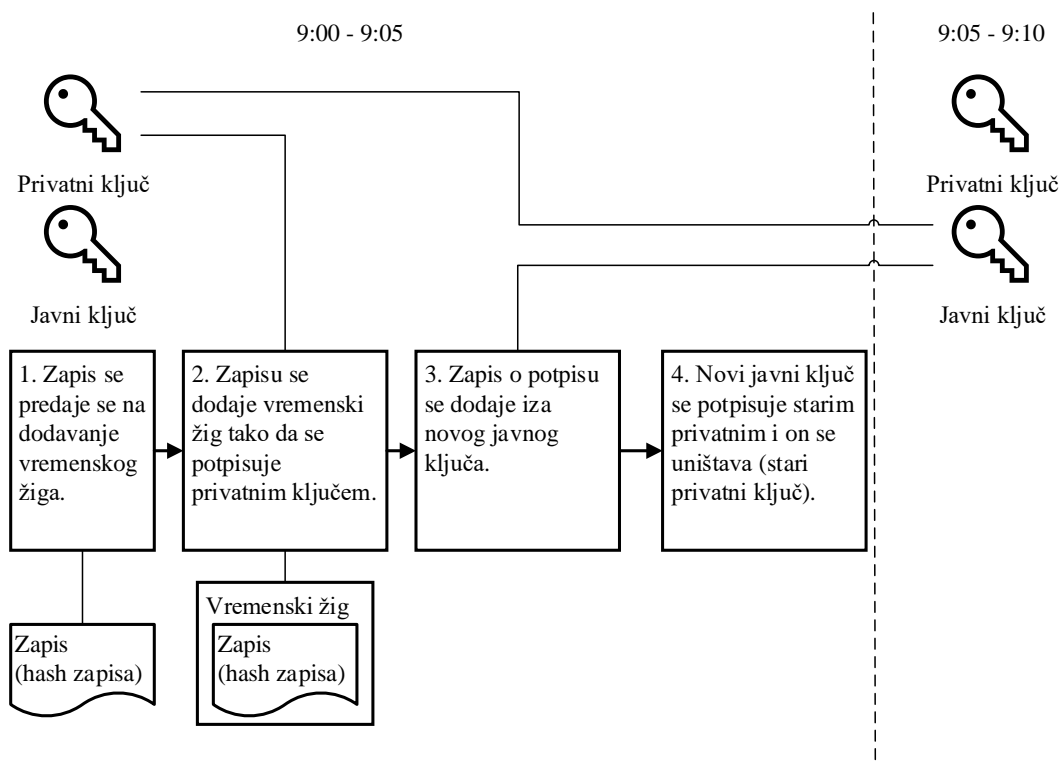 9:00 - 9:05
9:05 - 9:10
Privatni ključ
Privatni ključ
Javni ključ
Javni ključ
1. Zapis se
predaje se na
dodavanje
vremenskog
žiga.
2. Zapisu se
dodaje vremenski
žig tako da se
potpisuje
privatnim ključem.
3. Zapis o potpisu
se dodaje iza
novog javnog
ključa.
4. Novi javni ključ
se potpisuje starim
privatnim i on se
uništava (stari
privatni ključ).
Zapis
(hash zapisa)
Vremenski žig
Zapis
(hash zapisa)